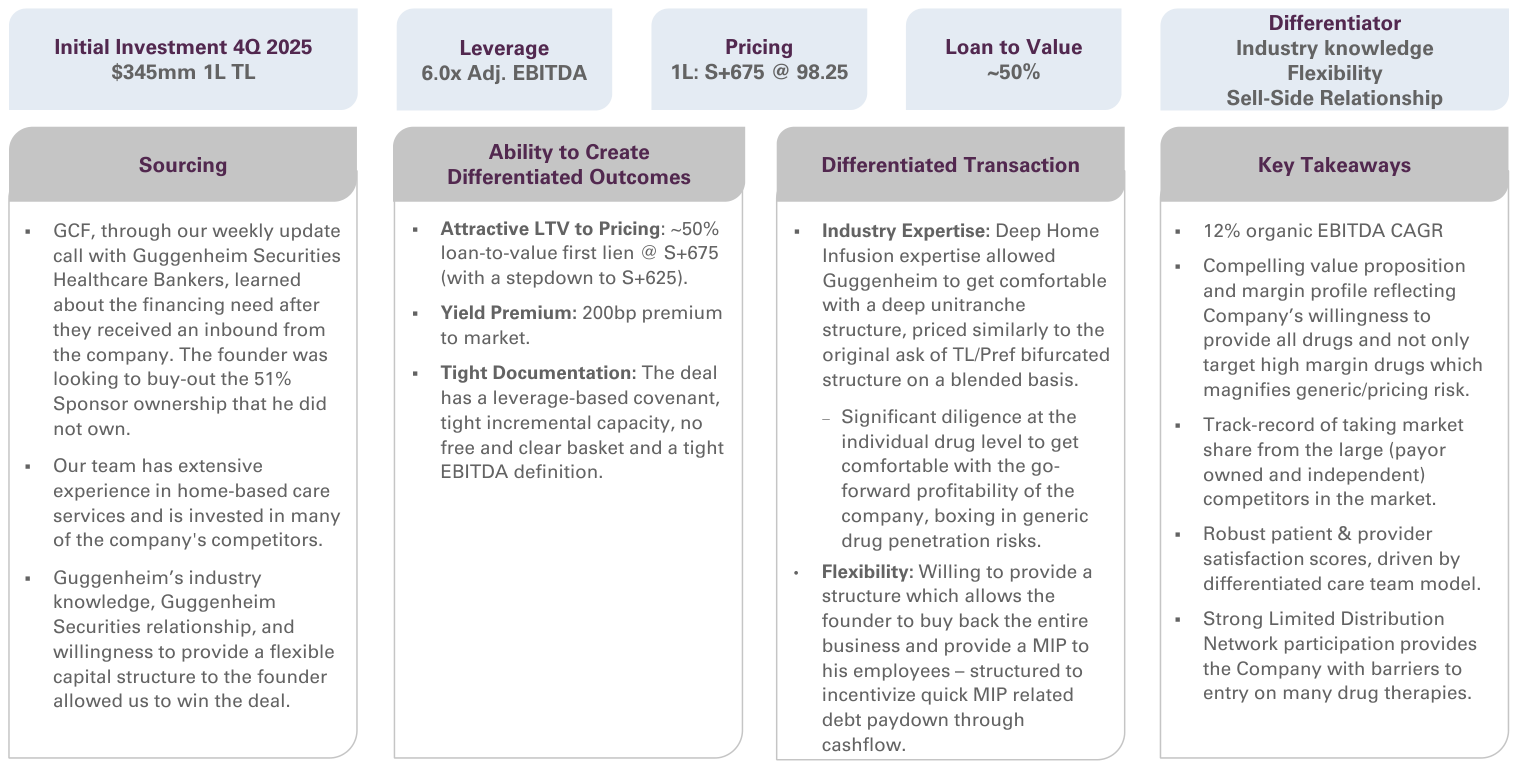 Initial Investment 4Q 2025
$345mm 1L TL
Leverage
6.0x Adj. EBITDA
Pricing
1L: S+675 @ 98.25
Loan to Value
~50%
Differentiator
Industry knowledge
Flexibility
Sell-Side Relationship
Sourcing
▪ GCF, through our weekly update
call with Guggenheim Securities
Healthcare Bankers, learned
about the financing need after
they received an inbound from
the company. The founder was
looking to buy-out the 51%
Sponsor ownership that he did
not own.
▪ Our team has extensive
experience in home-based care
services and is invested in many
of the company's competitors.
▪ Guggenheim’s industry
knowledge, Guggenheim
Securities relationship, and
willingness to provide a flexible
capital structure to the founder
allowed us to win the deal.
Ability to Create
Differentiated Outcomes
▪ Attractive LTV to Pricing: ~50%
loan-to-value first lien @ S+675
(with a stepdown to S+625).
▪ Yield Premium: 200bp premium
to market.
▪ Tight Documentation: The deal
has a leverage-based covenant,
tight incremental capacity, no
free and clear basket and a tight
EBITDA definition.
Differentiated Transaction
▪ Industry Expertise: Deep Home
Infusion expertise allowed
Guggenheim to get comfortable
with a deep unitranche
structure, priced similarly to the
original ask of TL/Pref bifurcated
structure on a blended basis.
– Significant diligence at the
individual drug level to get
comfortable with the go-
forward profitability of the
company, boxing in generic
drug penetration risks.
• Flexibility: Willing to provide a
structure which allows the
founder to buy back the entire
business and provide a MIP to
his employees – structured to
incentivize quick MIP related
debt paydown through
cashflow.
Key Takeaways
▪ 12% organic EBITDA CAGR
▪ Compelling value proposition
and margin profile reflecting
Company’s willingness to
provide all drugs and not only
target high margin drugs which
magnifies generic/pricing risk.
▪ Track-record of taking market
share from the large (payor
owned and independent)
competitors in the market.
▪ Robust patient & provider
satisfaction scores, driven by
differentiated care team model.
▪ Strong Limited Distribution
Network participation provides
the Company with barriers to
entry on many drug therapies.